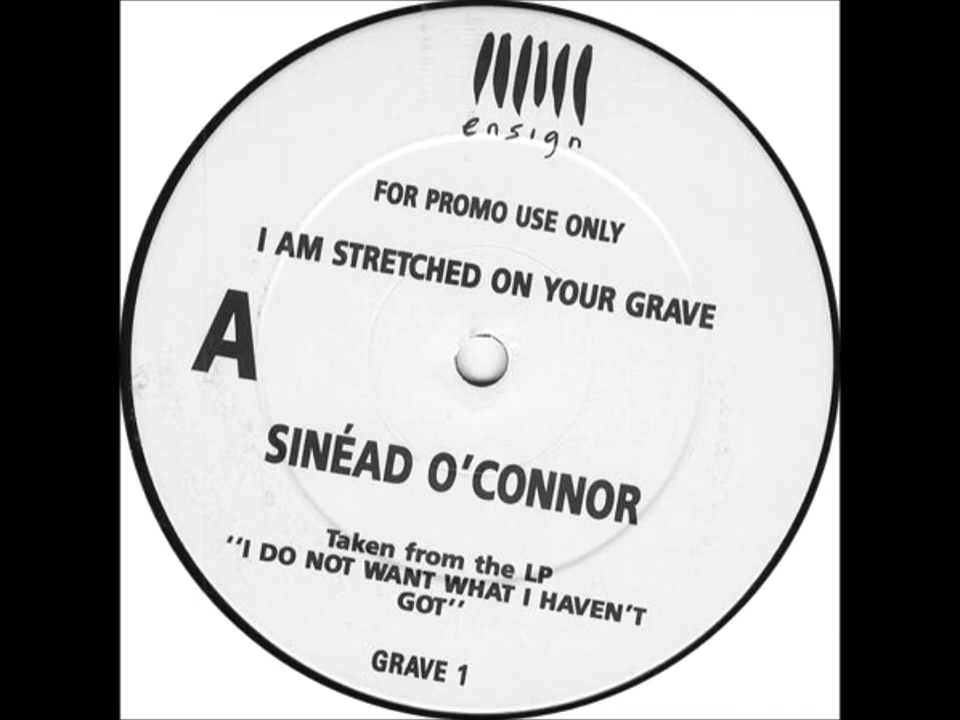 ensign
FOR PROMO USE ONLY
I AM STRETCHED ON YOUR GRAVE
A
SINÉAD O'CONNOR
Taken from the LP
"I DO NOT WANT WHAT I HAVEN'T
GOT"
GRAVE 1